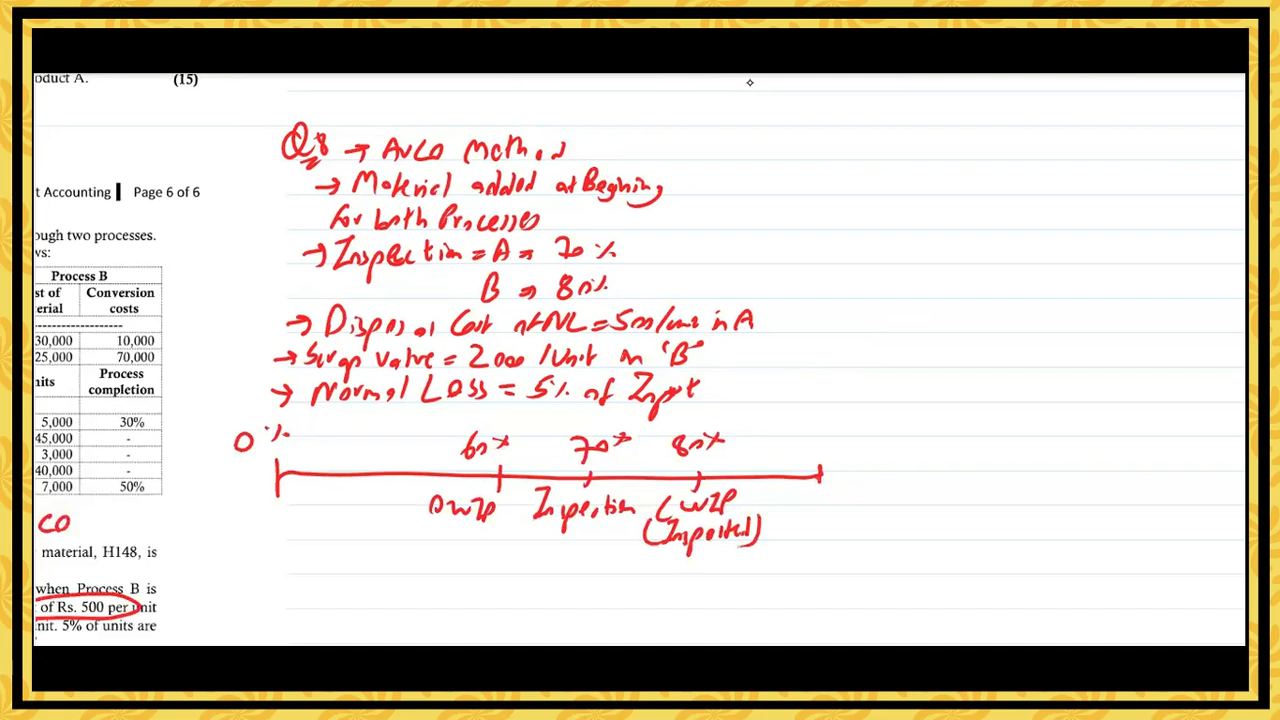 oduct A. (15)
t Accounting Page 6 of 6
ough two processes.
ws:
Process B
st of Conversion
erial costs
30,000 10,000
25,000 70,000
nits Process
completion
5,000 30%
45,000 -
3,000 -
40,000 -
7,000 50%
CO
material, H148, is
when Process B is
of Rs. 500 per unit
nit. 5% of units are
Q8 → AVCO Method
→ Material added at Begining
for both Processes
→ Inspection = A = 70%
B = 80%
→ Disposal Cost of NL = 500/unit in A
→ Scrap value = 2000/Unit in "B"
→ Normal Loss = 5% of Input
0% 60% 70% 80%
OWIP Inspection CWIP
(Inspected)